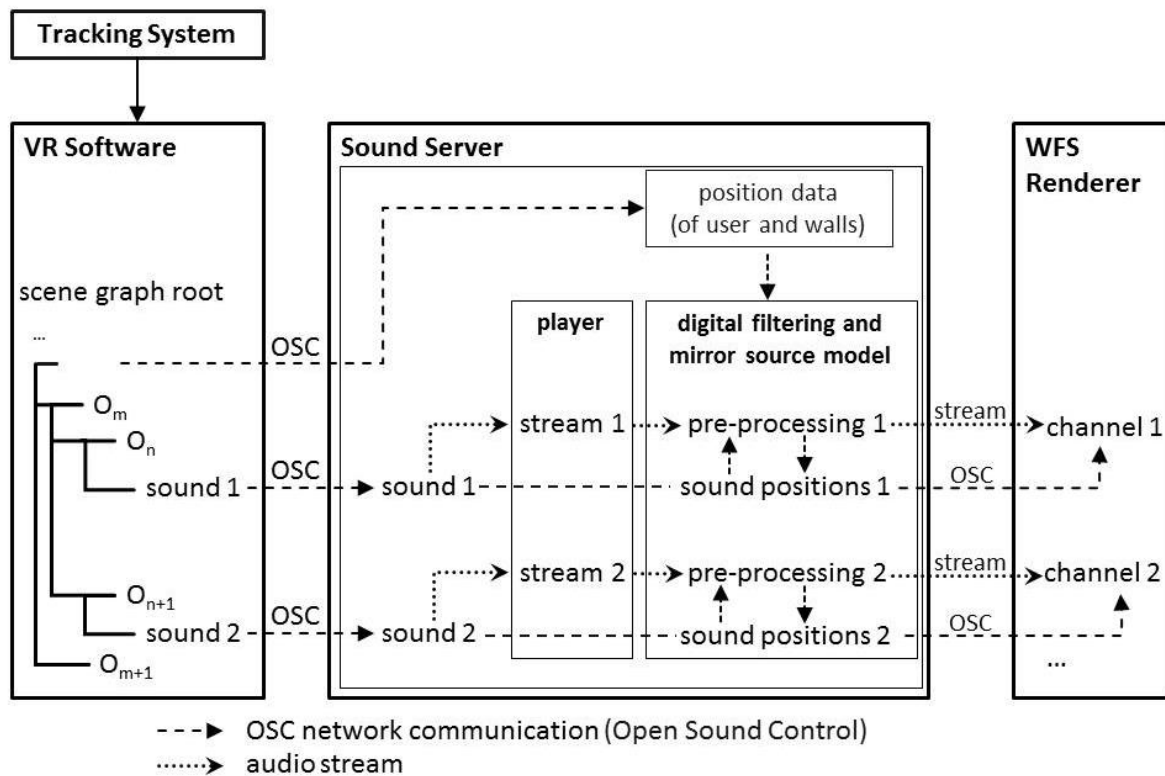 Tracking System
VR Software
Sound Server
WFS
Renderer
position data
(of user and walls)
scene graph root
...
player
digital filtering and
mirror source model
OSC
Oₘ
stream 1
pre-processing 1
stream
channel 1
Oₙ
sound 1
OSC
sound 1
sound positions 1
OSC
stream 2
pre-processing 2
stream
channel 2
Oₙ₊₁
sound 2
OSC
sound 2
sound positions 2
OSC
Oₘ₊₁
...
OSC network communication (Open Sound Control)
audio stream